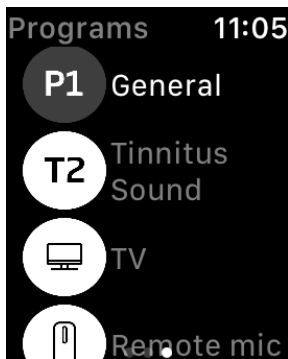 Programs 11:05
P1 General
T2 Tinnitus
Sound
TV
Remote mic